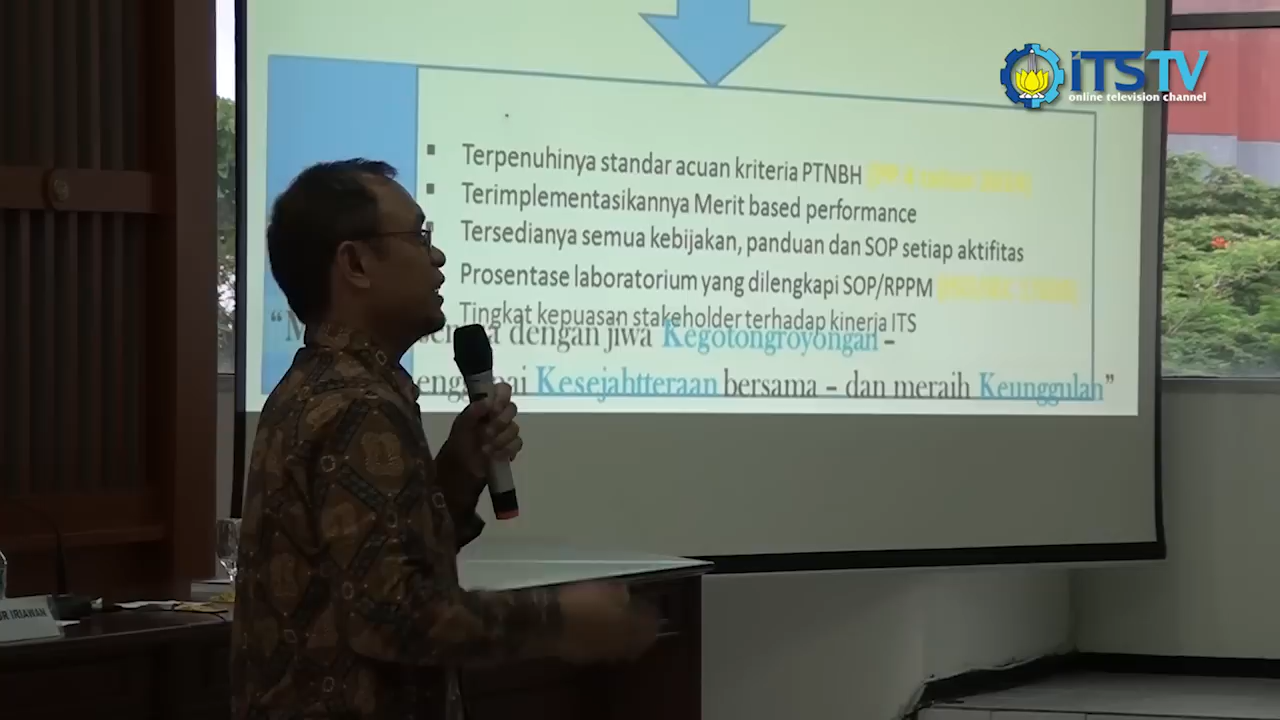 iTS TV
online television channel
Terpenuhinya standar acuan kriteria PTNBH
Terimplementasikannya Merit based performance
Tersedianya semua kebijakan, panduan dan SOP setiap aktifitas
Prosentase laboratorium yang dilengkapi SOP/RPPM
Tingkat kepuasan stakeholder terhadap kinerja ITS
dengan jiwa Kegotongroyongan –
Kesejahtteraan bersama – dan meraih Keunggulan”
IRIAWAN